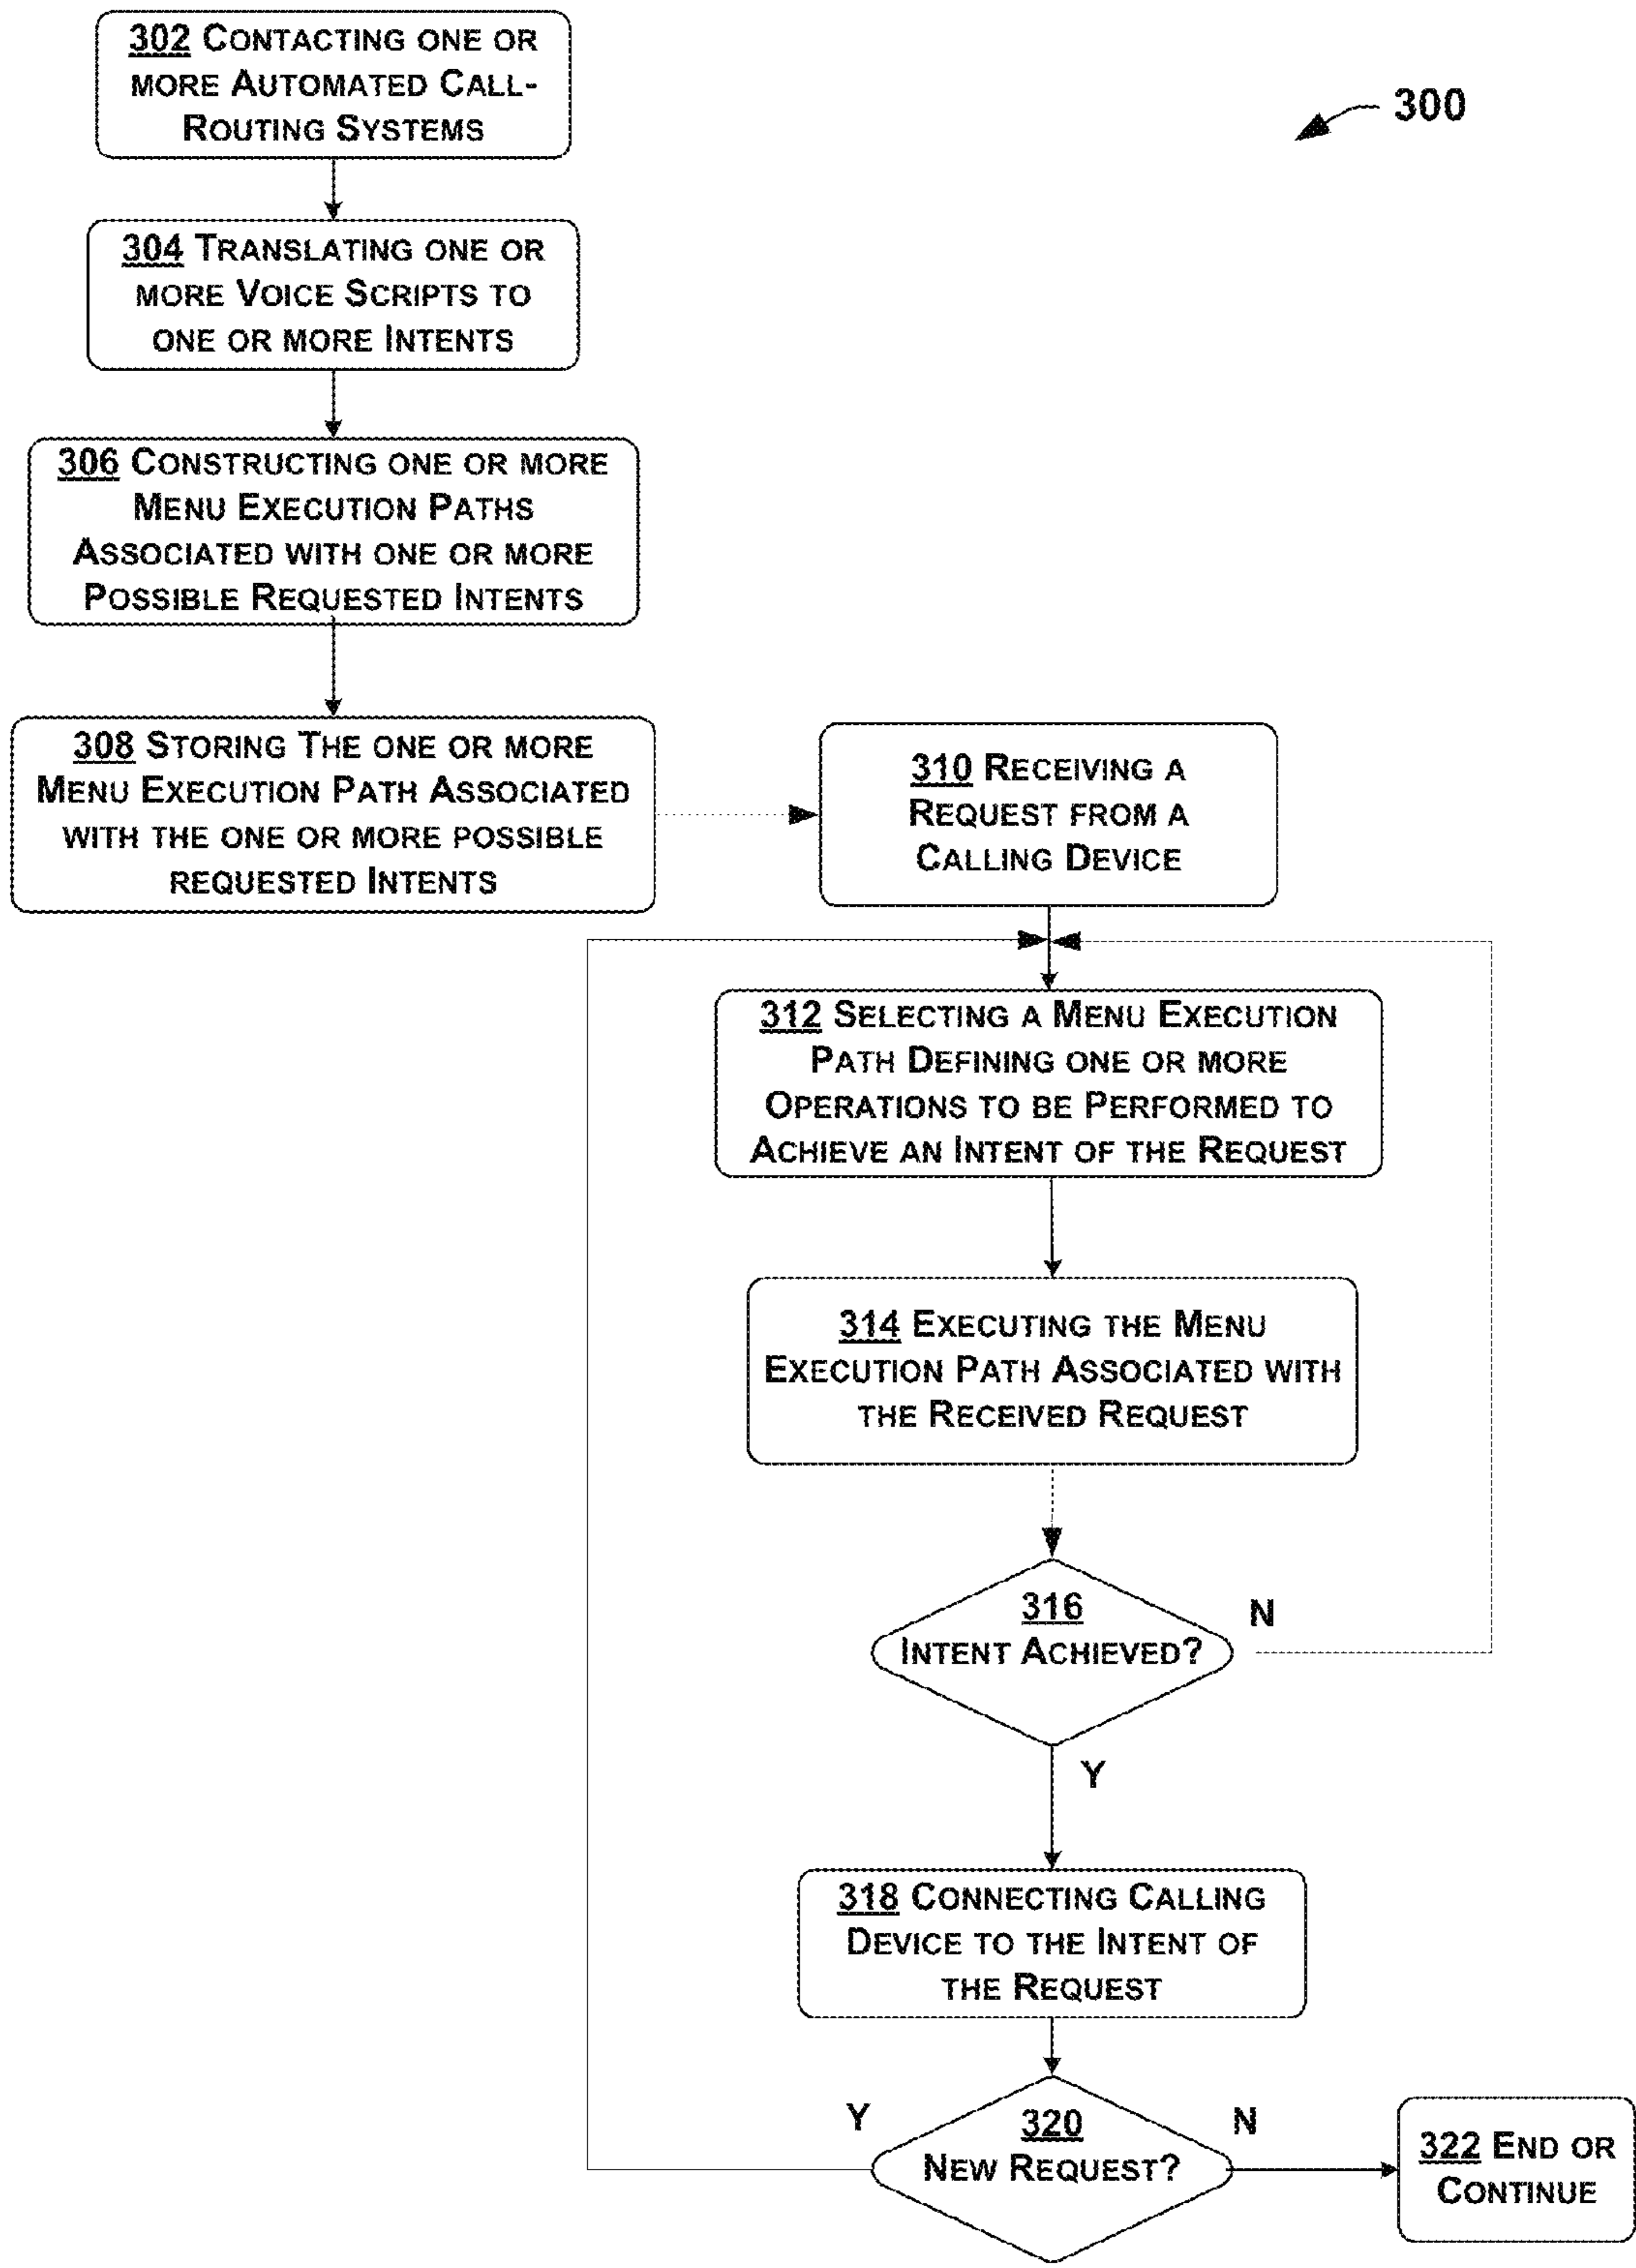 302 Contacting one or
more Automated Call-
Routing Systems
300
304 Translating one or
more Voice Scripts to
one or more Intents
306 Constructing one or more
Menu Execution Paths
Associated with one or more
Possible Requested Intents
308 Storing The one or more
Menu Execution Path Associated
with the one or more possible
requested Intents
310 Receiving a
Request from a
Calling Device
312 Selecting a Menu Execution
Path Defining one or more
Operations to be Performed to
Achieve an Intent of the Request
314 Executing the Menu
Execution Path Associated with
the Received Request
316
Intent Achieved?
N
Y
318 Connecting Calling
Device to the Intent of
the Request
Y
320
New Request?
N
322 End or
Continue